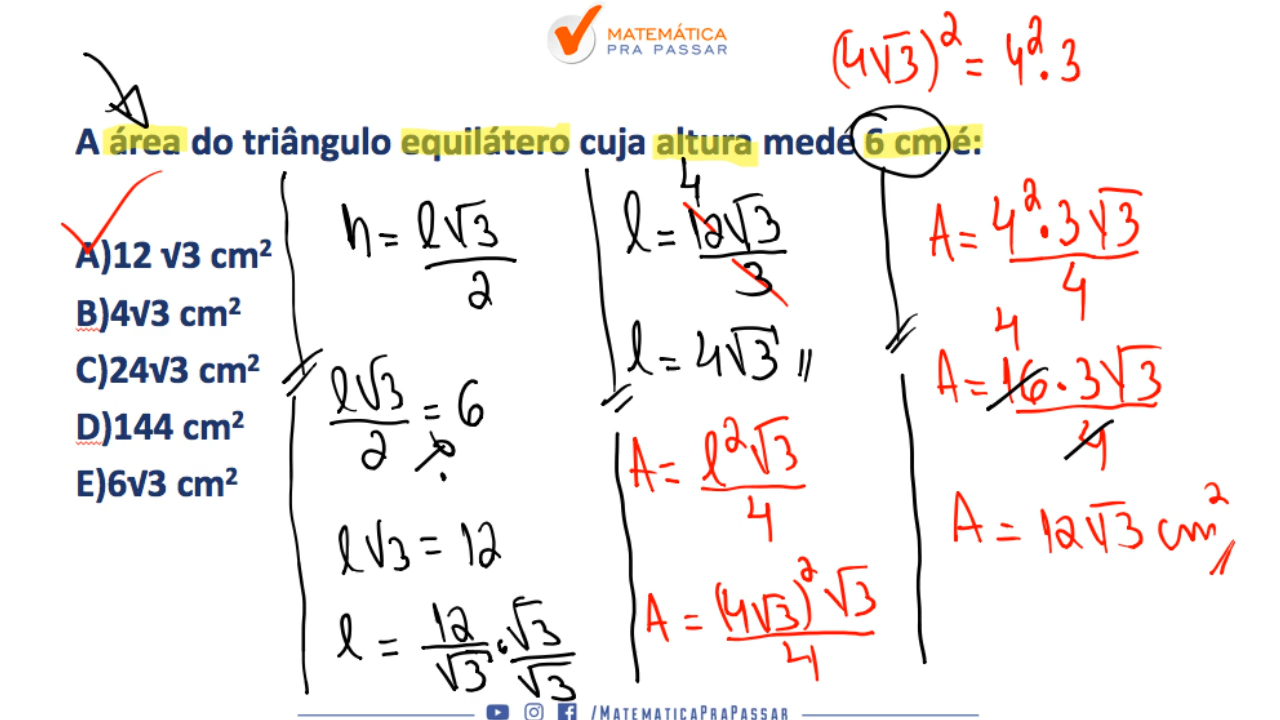 MATEMÁTICA
PRA PASSAR
(4√3)² = 4² . 3
A área do triângulo equilátero cuja altura mede 6 cm é:
A)12 √3 cm²
B)4√3 cm²
C)24√3 cm²
D)144 cm²
E)6√3 cm²
h = l√3/2
l√3/2 = 6
l√3 = 12
l = 12/√3 . √3/√3
4
l = 12√3/3
l = 4√3 //
A = l²√3/4
A = (4√3)²√3/4
A = 4² . 3√3/4
4
A = 16 . 3√3/4
A = 12√3 cm² //
/MatematicaPraPassar